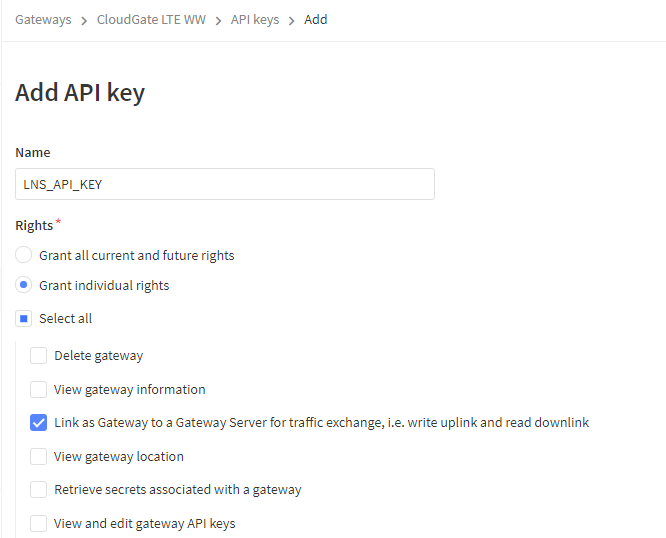 Gateways > CloudGate LTE WW > API keys > Add
Add API key
Name
LNS_API_KEY
Rights*
Grant all current and future rights
Grant individual rights
Select all
Delete gateway
View gateway information
Link as Gateway to a Gateway Server for traffic exchange, i.e. write uplink and read downlink
View gateway location
Retrieve secrets associated with a gateway
View and edit gateway API keys